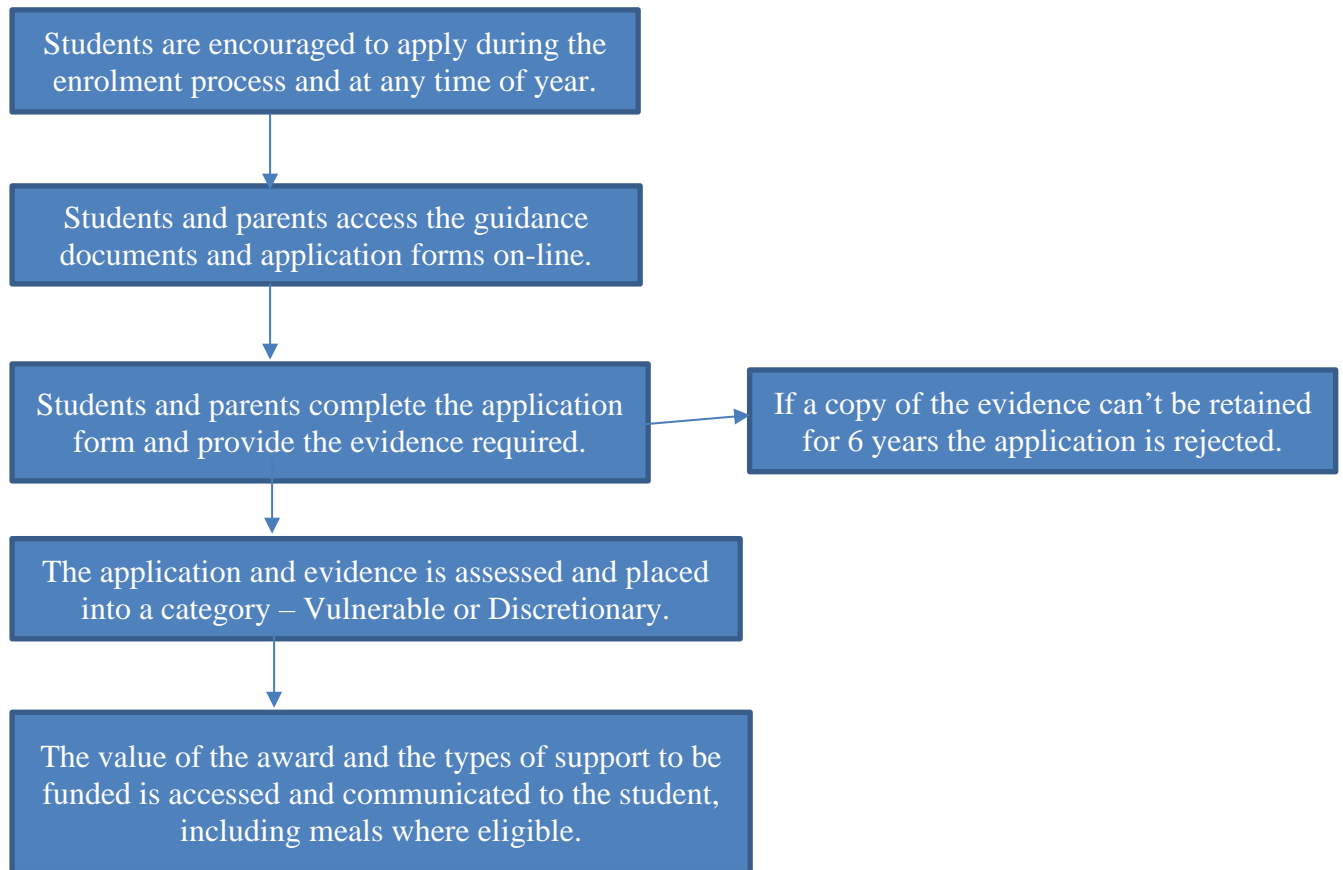 Students are encouraged to apply during the
enrolment process and at any time of year.
Students and parents access the guidance
documents and application forms on-line.
Students and parents complete the application
form and provide the evidence required.
If a copy of the evidence can’t be retained
for 6 years the application is rejected.
The application and evidence is assessed and placed
into a category – Vulnerable or Discretionary.
The value of the award and the types of support to be
funded is accessed and communicated to the student,
including meals where eligible.